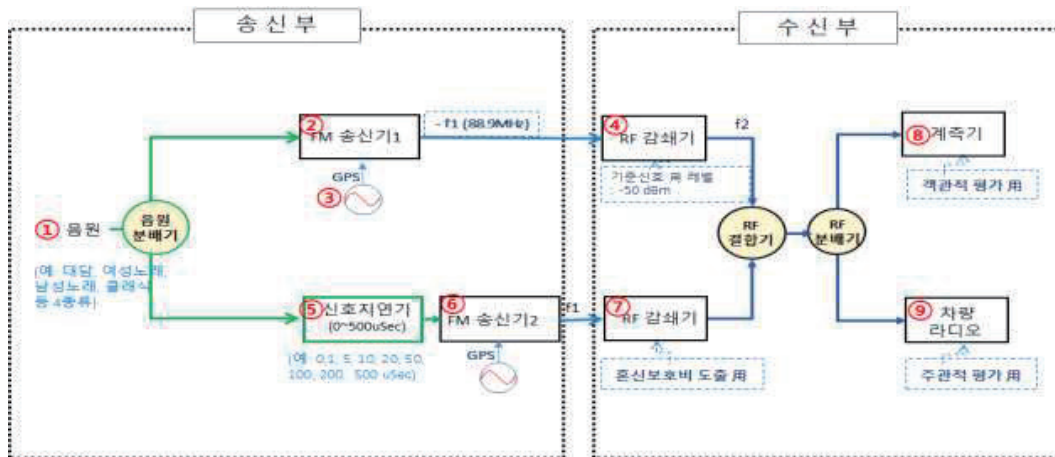 송 신 부
수 신 부
① 음원
음원
분배기
(예 대담, 여성노래,
남성노래, 클래식
등 4종류)
②
FM 송신기1
GPS
③
- f1 (88.9MHz)
④
RF 감쇄기
기준신호 用 레벨
: -50 dBm
f2
⑤
신호지연기
(0~500uSec)
(예 0,1, 5, 10, 20, 50,
100, 200, 500 uSec)
⑥
FM 송신기2
GPS
f1
⑦
RF 감쇄기
혼신보호비 도출 用
RF
결합기
RF
분배기
⑧
계측기
객관적 평가 用
⑨
차량
라디오
주관적 평가 用